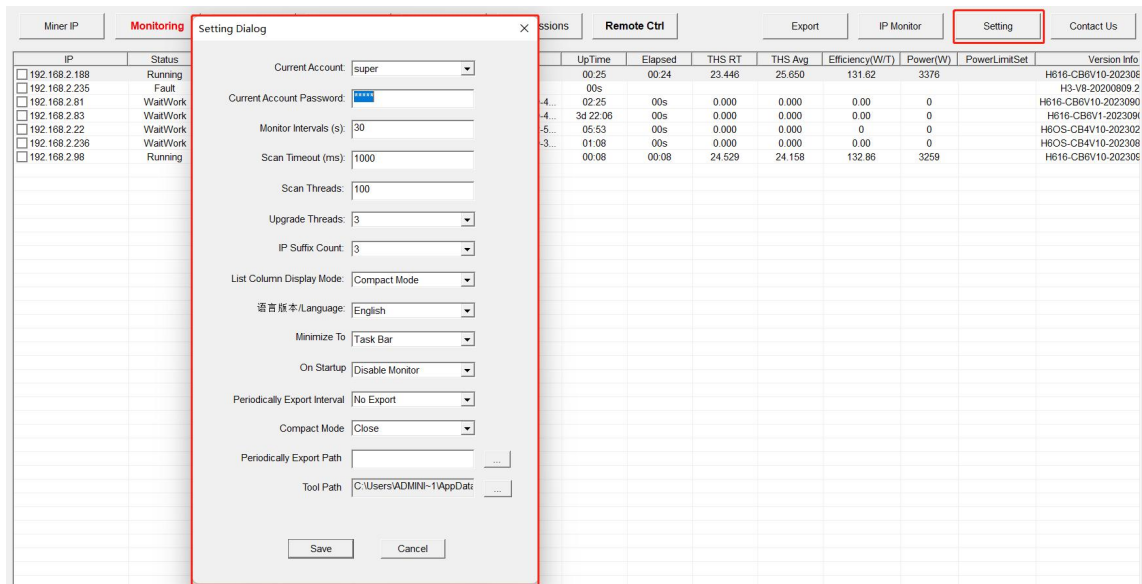 Miner IP Monitoring ssions Remote Ctrl Export IP Monitor Setting Contact Us
Setting Dialog
IP Status UpTime Elapsed THS RT THS Avg Efficiency(W/T) Power(W) PowerLimitSet Version Info
192.168.2.188 Running 00:25 00:24 23.446 25.650 131.62 3376 H616-CB6V10-202308
192.168.2.235 Fault 00s H3-V8-20200809.2
192.168.2.81 WaitWork -4... 02:25 00s 0.000 0.000 0.00 0 H616-CB6V10-2023090
192.168.2.83 WaitWork -4... 3d 22:06 00s 0.000 0.000 0.00 0 H616-CB6V1-2023090
192.168.2.22 WaitWork -5... 05:53 00s 0.000 0.000 0 0 H6OS-CB4V10-202302
192.168.2.236 WaitWork -3... 01:08 00s 0.000 0.000 0.00 0 H6OS-CB4V10-202308
192.168.2.98 Running 00:08 00:08 24.529 24.158 132.86 3259 H616-CB6V10-202309
Current Account: super
Current Account Password: *****
Monitor Intervals (s): 30
Scan Timeout (ms): 1000
Scan Threads: 100
Upgrade Threads: 3
IP Suffix Count: 3
List Column Display Mode: Compact Mode
语言版本/Language: English
Minimize To Task Bar
On Startup Disable Monitor
Periodically Export Interval No Export
Compact Mode Close
Periodically Export Path ...
Tool Path C:\Users\ADMINI~1\AppData ...
Save Cancel